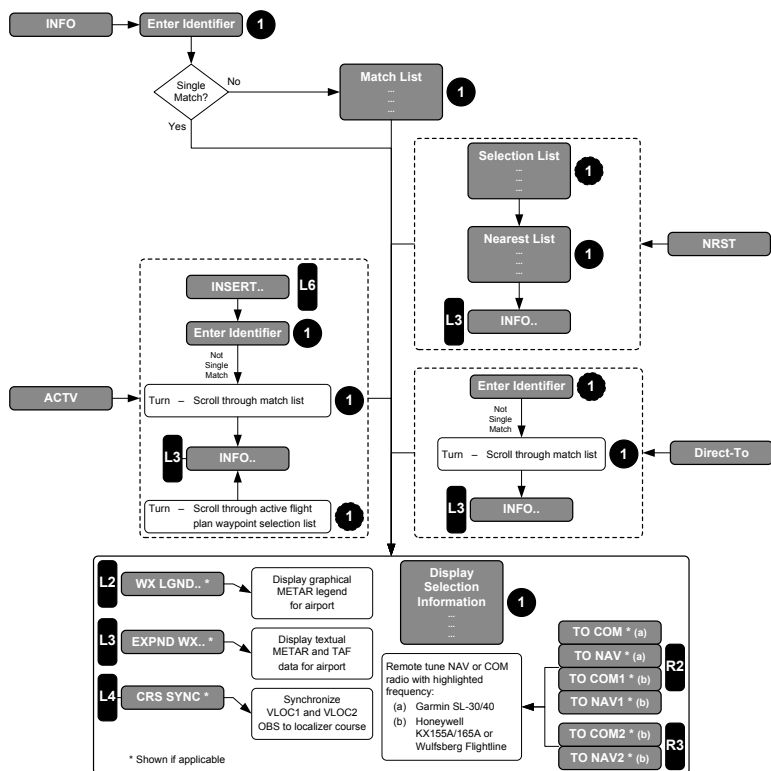 INFO
Enter Identifier
1
Single
Match?
No
Yes
Match List
...
...
...
1
Selection List
...
...
...
1
Nearest List
...
...
...
1
L3
INFO..
NRST
INSERT..
L6
Enter Identifier
1
Not
Single
Match
ACTV
Turn – Scroll through match list
1
L3
INFO..
Turn – Scroll through active flight
plan waypoint selection list
1
Enter Identifier
1
Not
Single
Match
Turn – Scroll through match list
1
Direct-To
L3
INFO..
L2
WX LGND.. *
Display graphical
METAR legend
for airport
L3
EXPND WX.. *
Display textual
METAR and TAF
data for airport
L4
CRS SYNC *
Synchronize
VLOC1 and VLOC2
OBS to localizer course
* Shown if applicable
Display
Selection
Information
...
...
...
1
Remote tune NAV or COM
radio with highlighted
frequency:
(a) Garmin SL-30/40
(b) Honeywell
KX155A/165A or
Wulfsberg Flightline
TO COM * (a)
TO NAV * (a)
TO COM1 * (b)
TO NAV1 * (b)
R2
TO COM2 * (b)
TO NAV2 * (b)
R3